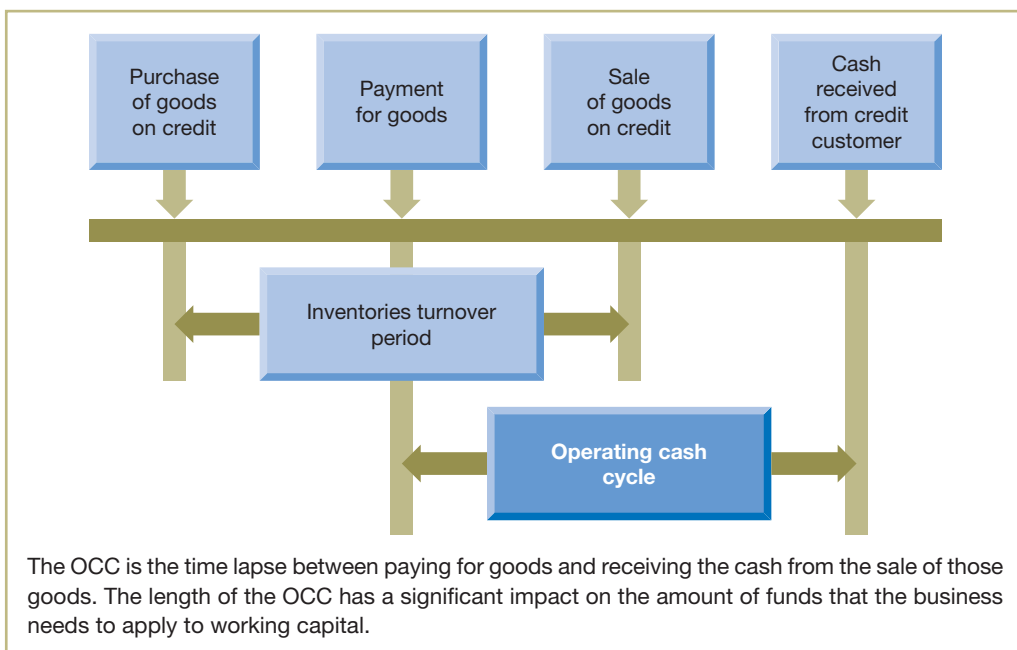 Purchase
of goods
on credit
Payment
for goods
Sale
of goods
on credit
Cash
received
from credit
customer
Inventories turnover
period
Operating cash
cycle
The OCC is the time lapse between paying for goods and receiving the cash from the sale of those
goods. The length of the OCC has a significant impact on the amount of funds that the business
needs to apply to working capital.